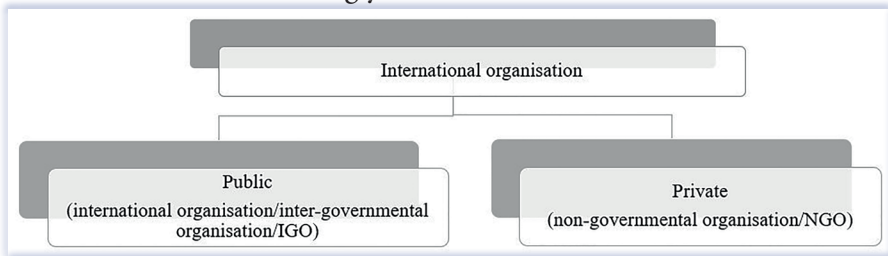 International organisation
Public
(international organisation/inter-governmental
organisation/IGO)
Private
(non-governmental organisation/NGO)